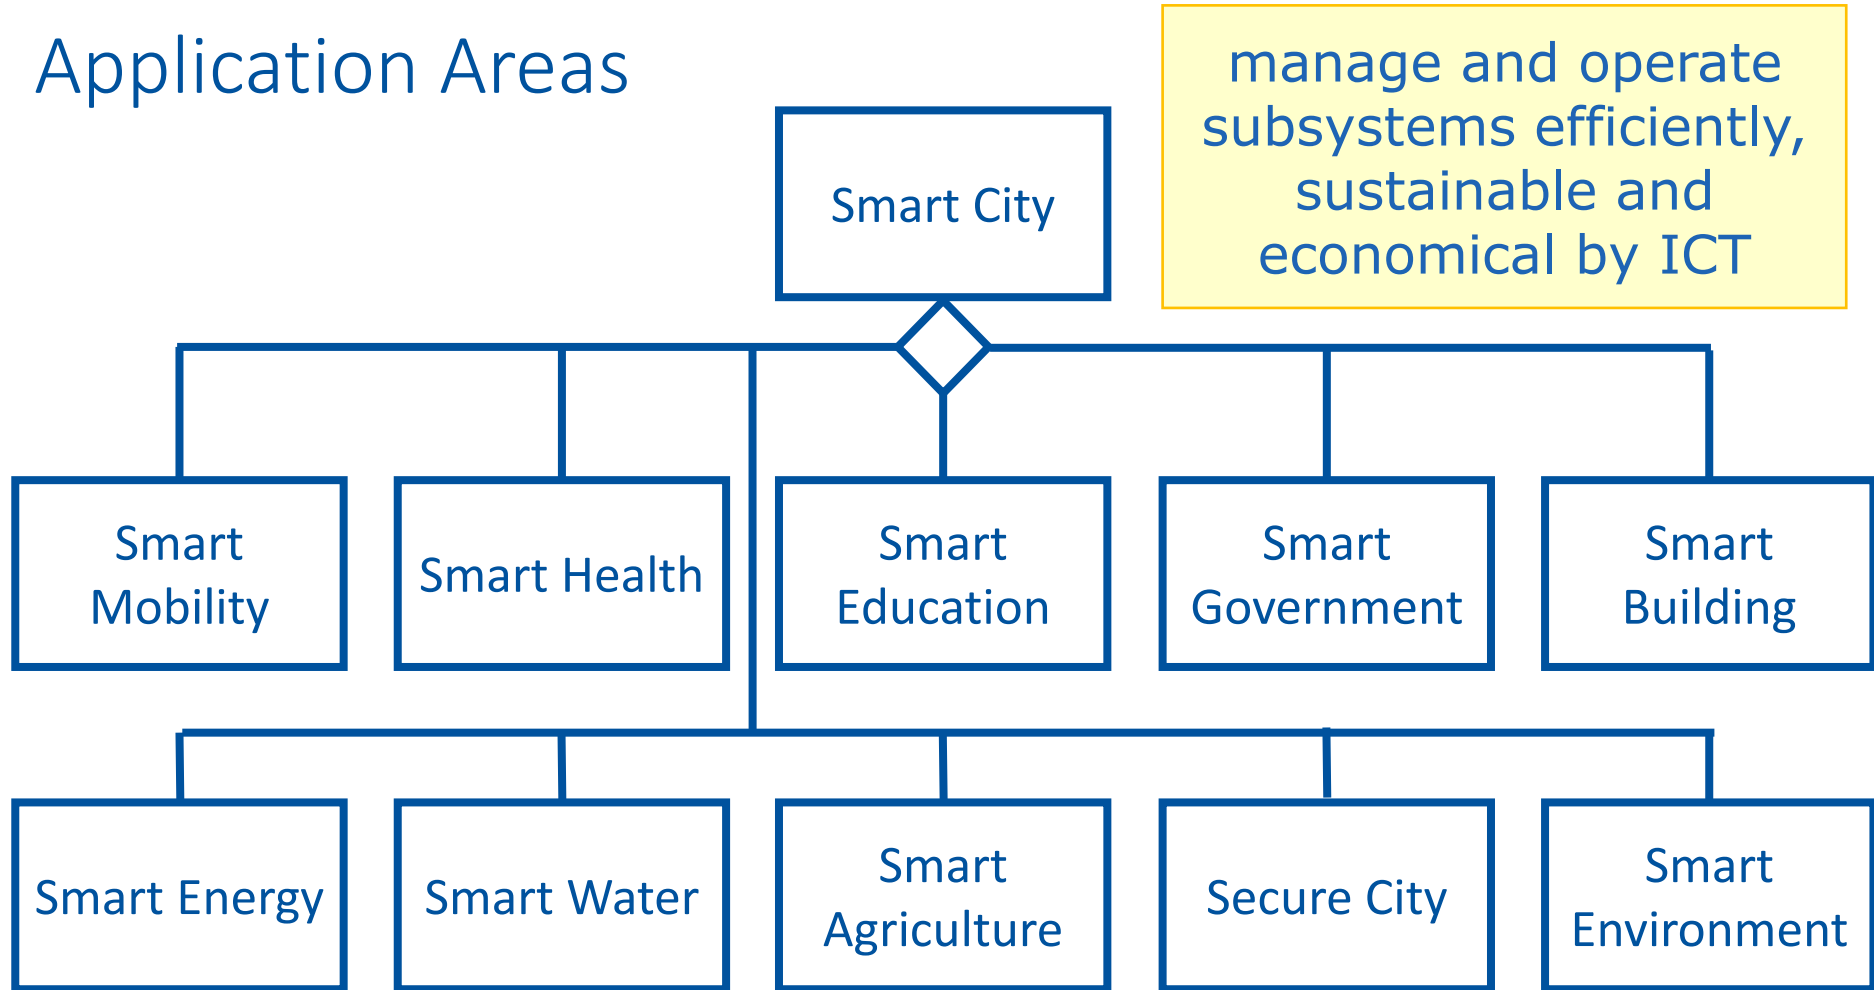 Application Areas
manage and operate
subsystems efficiently,
sustainable and
economical by ICT
Smart City
Smart
Mobility
Smart Health
Smart
Education
Smart
Government
Smart
Building
Smart Energy
Smart Water
Smart
Agriculture
Secure City
Smart
Environment